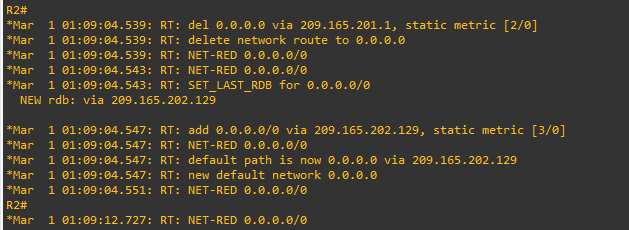 R2#
*Mar  1 01:09:04.539: RT: del 0.0.0.0 via 209.165.201.1, static metric [2/0]
*Mar  1 01:09:04.539: RT: delete network route to 0.0.0.0
*Mar  1 01:09:04.539: RT: NET-RED 0.0.0.0/0
*Mar  1 01:09:04.543: RT: NET-RED 0.0.0.0/0
*Mar  1 01:09:04.543: RT: SET_LAST_RDB for 0.0.0.0/0
  NEW rdb: via 209.165.202.129
*Mar  1 01:09:04.547: RT: add 0.0.0.0/0 via 209.165.202.129, static metric [3/0]
*Mar  1 01:09:04.547: RT: NET-RED 0.0.0.0/0
*Mar  1 01:09:04.547: RT: default path is now 0.0.0.0 via 209.165.202.129
*Mar  1 01:09:04.547: RT: new default network 0.0.0.0
*Mar  1 01:09:04.551: RT: NET-RED 0.0.0.0/0
R2#
*Mar  1 01:09:12.727: RT: NET-RED 0.0.0.0/0